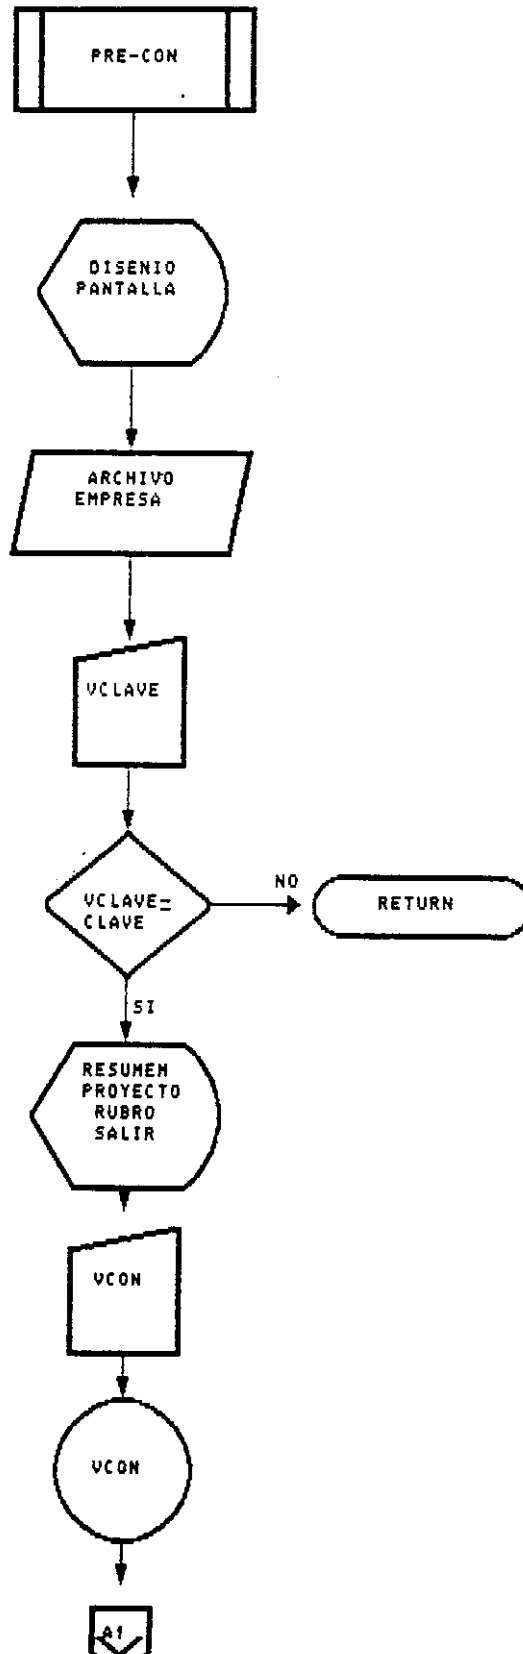 PRE-CON
DISENIO
PANTALLA
ARCHIVO
EMPRESA
VCLAVE
VCLAVE=
CLAVE
NO
RETURN
SI
RESUMEN
PROYECTO
RUBRO
SALIR
VCON
VCON
A1